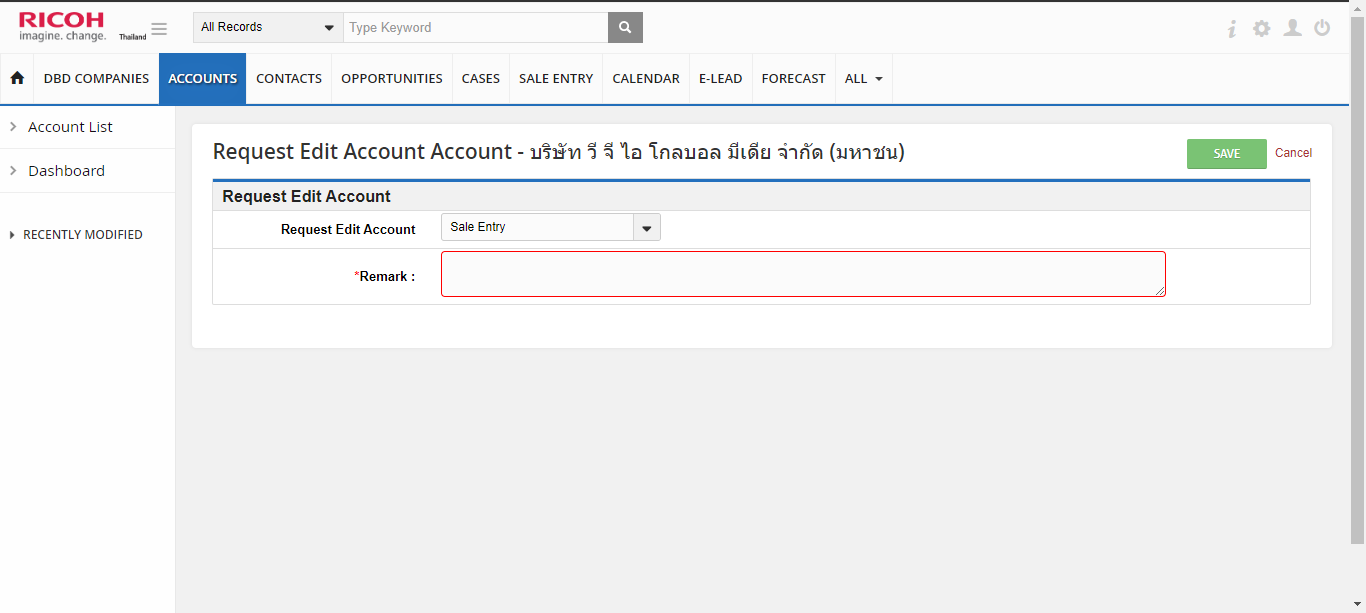 RICOH
imagine. change. Thailand
All Records
Type Keyword
DBD COMPANIES
ACCOUNTS
CONTACTS
OPPORTUNITIES
CASES
SALE ENTRY
CALENDAR
E-LEAD
FORECAST
ALL
Account List
Dashboard
RECENTLY MODIFIED
Request Edit Account Account - บริษัท วี จี ไอ โกลบอล มีเดีย จำกัด (มหาชน)
SAVE
Cancel
Request Edit Account
Request Edit Account
Sale Entry
*Remark :